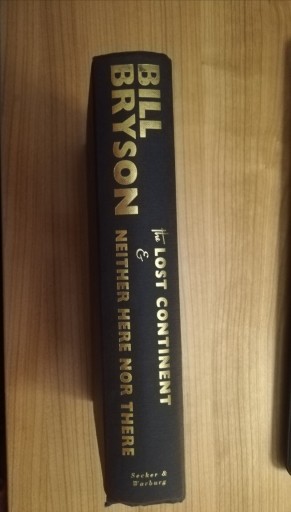 BILL
BRYSON
The LOST CONTINENT
&
NEITHER HERE NOR THERE
Secker &
Warburg